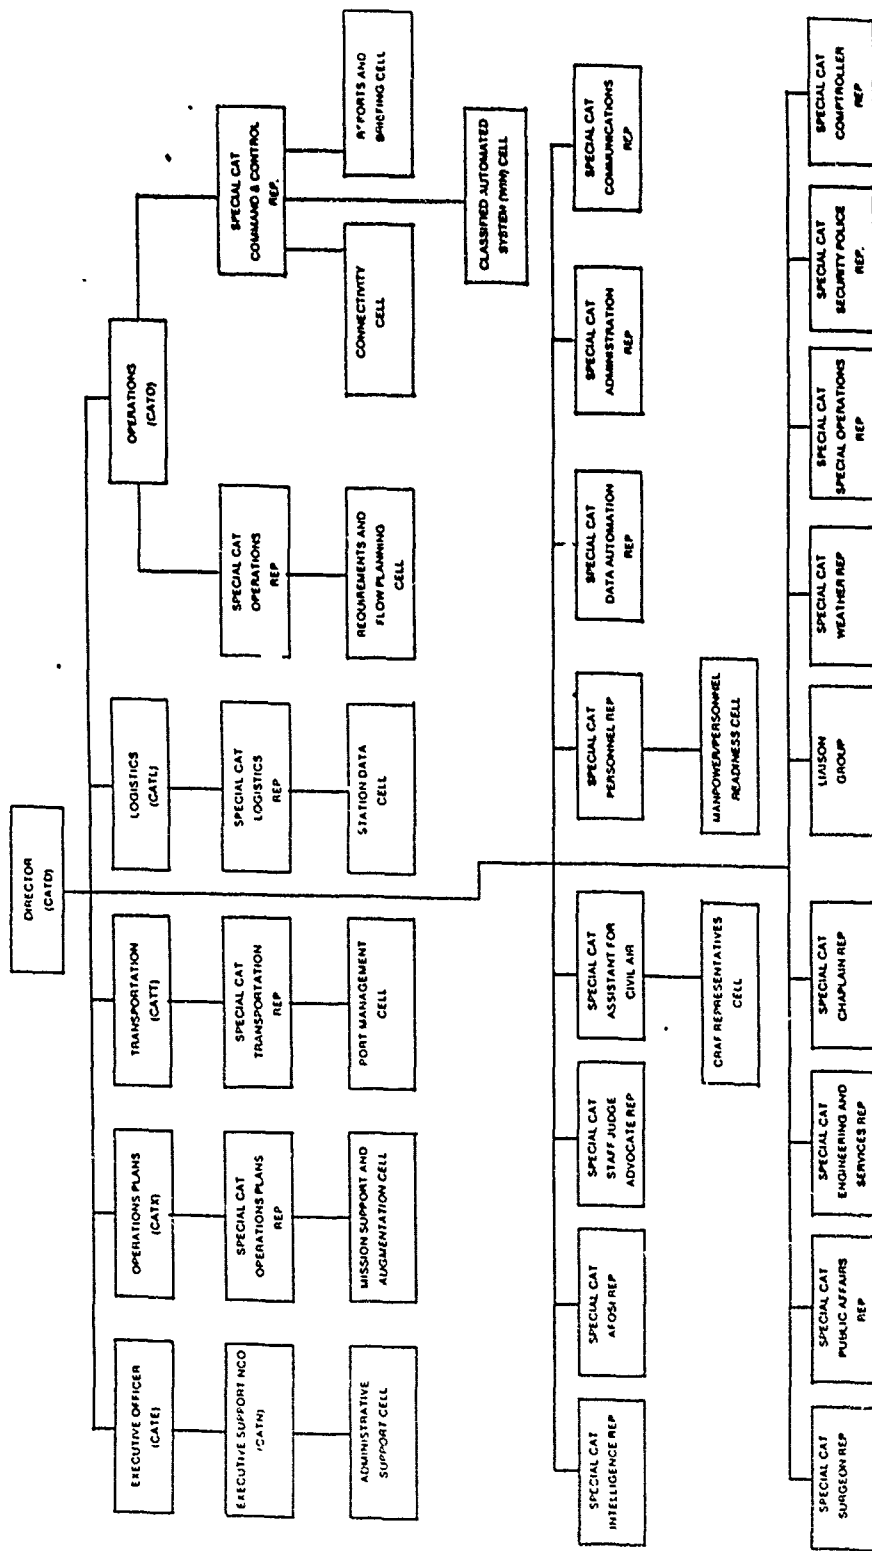 DIRECTOR
(CATD)
EXECUTIVE OFFICER
(CATE)
OPERATIONS PLANS
(CATX)
TRANSPORTATION
(CATT)
LOGISTICS
(CATL)
OPERATIONS
(CATO)
EXECUTIVE SUPPORT NCO
(CATN)
SPECIAL CAT
OPERATIONS PLANS
REP
SPECIAL CAT
TRANSPORTATION
REP
SPECIAL CAT
LOGISTICS
REP
SPECIAL CAT
OPERATIONS
REP
SPECIAL CAT
COMMAND & CONTROL
REP.
ADMINISTRATIVE
SUPPORT CELL
MISSION SUPPORT AND
AUGMENTATION CELL
PORT MANAGEMENT
CELL
STATION DATA
CELL
REQUIREMENTS AND
FLOW PLANNING
CELL
CONNECTIVITY
CELL
REPORTS AND
BRIEFING CELL
CLASSIFIED AUTOMATED
SYSTEM (WIN) CELL
SPECIAL CAT
INTELLIGENCE REP
SPECIAL CAT
AFOSI REP
SPECIAL CAT
STAFF JUDGE
ADVOCATE REP
SPECIAL CAT
ASSISTANT FOR
CIVIL AIR
SPECIAL CAT
PERSONNEL REP
SPECIAL CAT
DATA AUTOMATION
REP
SPECIAL CAT
ADMINISTRATION
REP
SPECIAL CAT
COMMUNICATIONS
REP
CRAF REPRESENTATIVES
CELL
MANPOWER/PERSONNEL
READINESS CELL
SPECIAL CAT
SURGEON REP
SPECIAL CAT
PUBLIC AFFAIRS
REP
SPECIAL CAT
ENGINEERING AND
SERVICES REP
SPECIAL CAT
CHAPLAIN REP
LIAISON
GROUP
SPECIAL CAT
WEATHER REP
SPECIAL CAT
SPECIAL OPERATIONS
REP
SPECIAL CAT
SECURITY POLICE
REP.
SPECIAL CAT
COMPTROLLER
REP